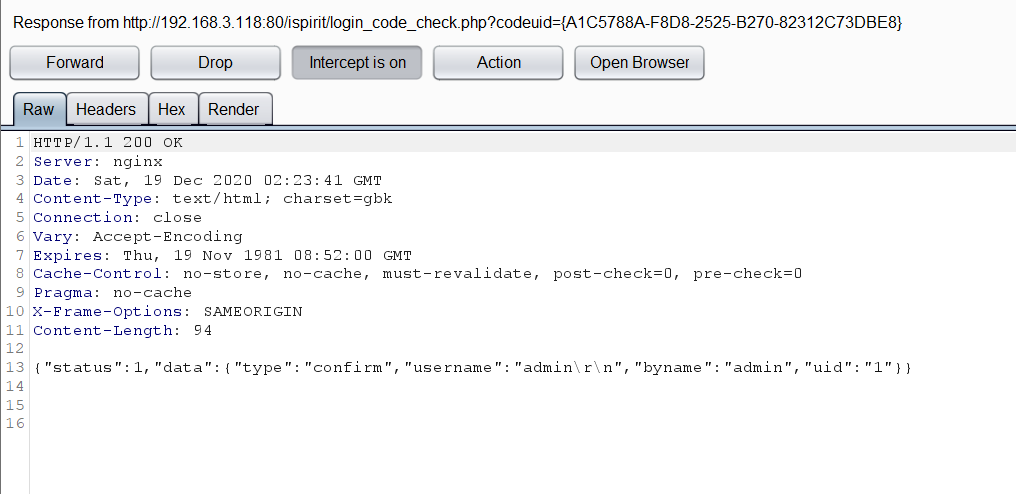 Response from http://192.168.3.118:80/ispirit/login_code_check.php?codeuid={A1C5788A-F8D8-2525-B270-82312C73DBE8}
Forward Drop Intercept is on Action Open Browser
Raw Headers Hex Render
1 HTTP/1.1 200 OK
2 Server: nginx
3 Date: Sat, 19 Dec 2020 02:23:41 GMT
4 Content-Type: text/html; charset=gbk
5 Connection: close
6 Vary: Accept-Encoding
7 Expires: Thu, 19 Nov 1981 08:52:00 GMT
8 Cache-Control: no-store, no-cache, must-revalidate, post-check=0, pre-check=0
9 Pragma: no-cache
10 X-Frame-Options: SAMEORIGIN
11 Content-Length: 94
12
13 {"status":1,"data":{"type":"confirm","username":"admin\r\n","byname":"admin","uid":"1"}}
14
15
16